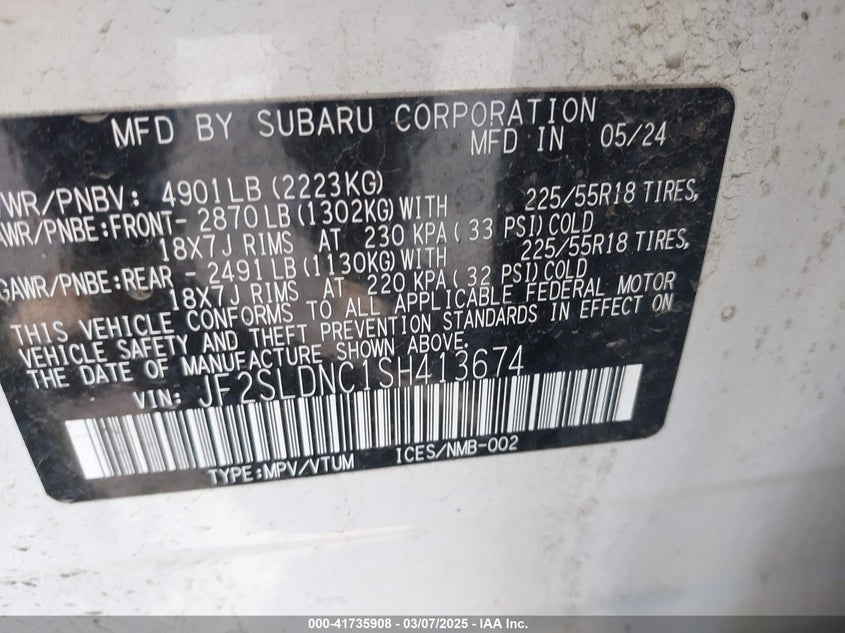 MFD BY SUBARU CORPORATION
MFD IN 05/24
WR/PNBV: 4901LB (2223KG)
AWR/PNBE:FRONT- 2870LB (1302KG) WITH 225/55R18 TIRES,
18X7J RIMS AT 230 KPA( 33 PSI) COLD
GAWR/PNBE:REAR - 2491LB (1130KG) WITH 225/55R18 TIRES,
18X7J RIMS AT 220 KPA( 32 PSI) COLD
THIS VEHICLE CONFORMS TO ALL APPLICABLE FEDERAL MOTOR
VEHICLE SAFETY AND THEFT PREVENTION STANDARDS IN EFFECT ON
THE DATE OF MANUFACTURE SHOWN ABOVE.
VIN: JF2SLDNC1SH413674
TYPE:MPV/VTUM ICES/NMB-002
000-41735908 - 03/07/2025 - IAA Inc.